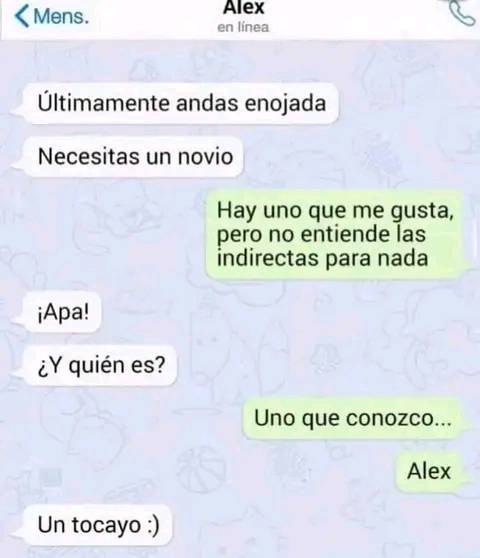 Mens.
Alex
en línea
Últimamente andas enojada
Necesitas un novio
Hay uno que me gusta,
pero no entiende las
indirectas para nada
¡Apa!
¿Y quién es?
Uno que conozco...
Alex
Un tocayo :)